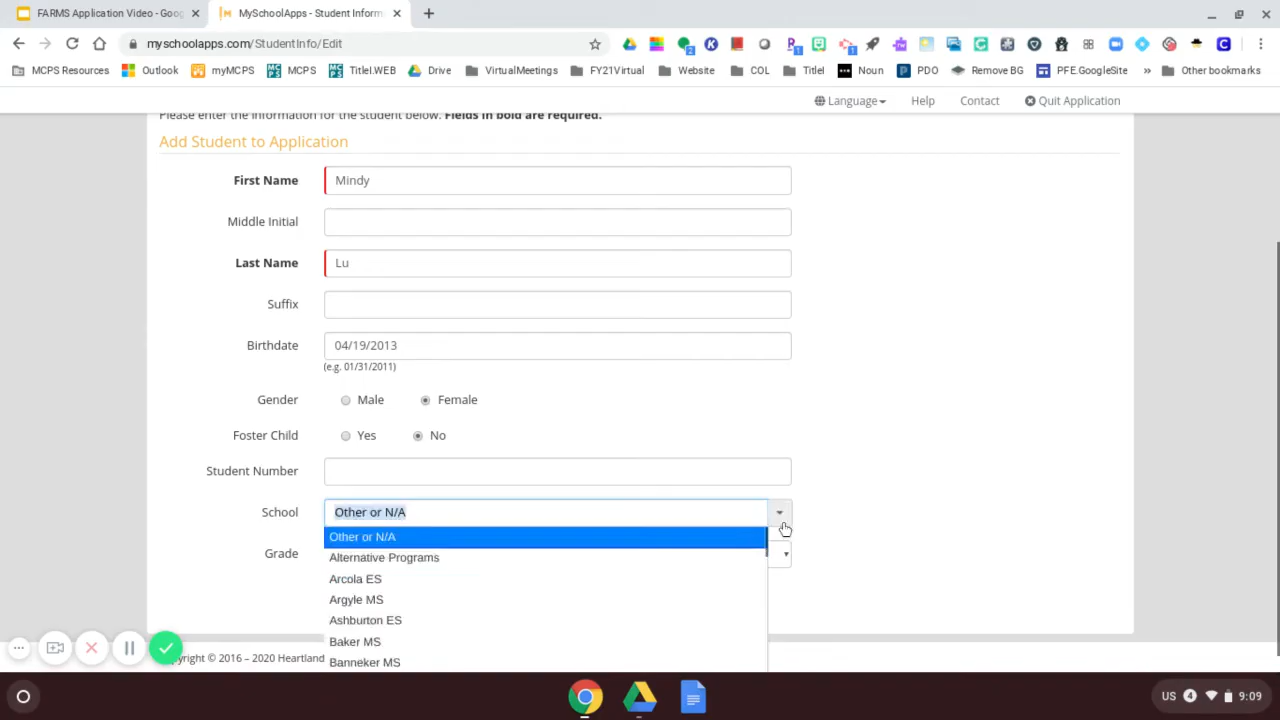 FARMS Application Video - Goog
MySchoolApps - Student Inform
myschoolapps.com/StudentInfo/Edit
MCPS Resources
Outlook
myMCPS
MCPS
TitleI.WEB
Drive
VirtualMeetings
FY21Virtual
Website
COL
TitleI
Noun
PDO
Remove BG
PFE.GoogleSite
»
Other bookmarks
Language
Help
Contact
Quit Application
Please enter the information for the student below. Fields in bold are required.
Add Student to Application
First Name
Mindy
Middle Initial
Last Name
Lu
Suffix
Birthdate
04/19/2013
(e.g. 01/31/2011)
Gender
Male
Female
Foster Child
Yes
No
Student Number
School
Other or N/A
Other or N/A
Grade
Alternative Programs
Arcola ES
Argyle MS
Ashburton ES
Baker MS
Banneker MS
pyright © 2016 – 2020 Heartland
US
4
9:09